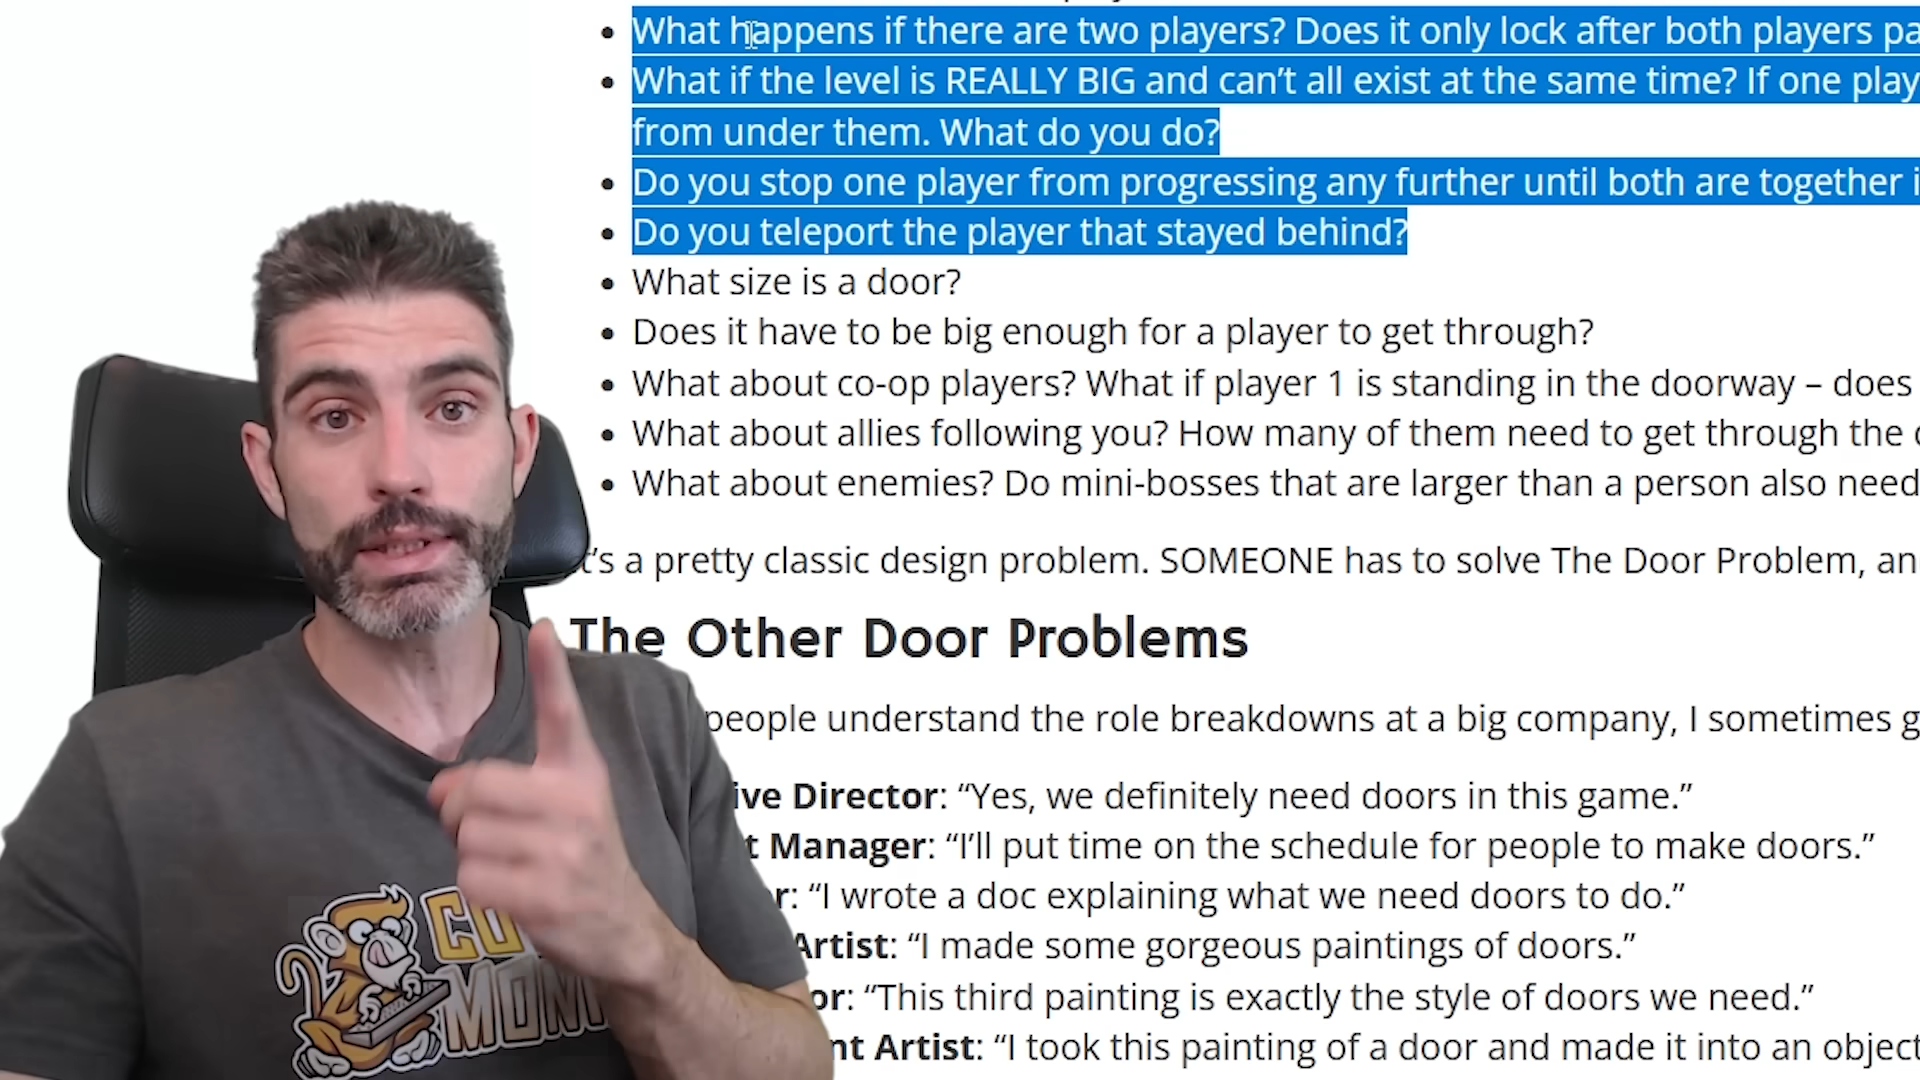 What happens if there are two players? Does it only lock after both players pa
What if the level is REALLY BIG and can’t all exist at the same time? If one play
from under them. What do you do?
Do you stop one player from progressing any further until both are together i
Do you teleport the player that stayed behind?
What size is a door?
Does it have to be big enough for a player to get through?
What about co-op players? What if player 1 is standing in the doorway – does
What about allies following you? How many of them need to get through the
What about enemies? Do mini-bosses that are larger than a person also need
t’s a pretty classic design problem. SOMEONE has to solve The Door Problem, an
The Other Door Problems
people understand the role breakdowns at a big company, I sometimes g
ive Director: “Yes, we definitely need doors in this game.”
t Manager: “I’ll put time on the schedule for people to make doors.”
r: “I wrote a doc explaining what we need doors to do.”
Artist: “I made some gorgeous paintings of doors.”
or: “This third painting is exactly the style of doors we need.”
nt Artist: “I took this painting of a door and made it into an object
CO
MON